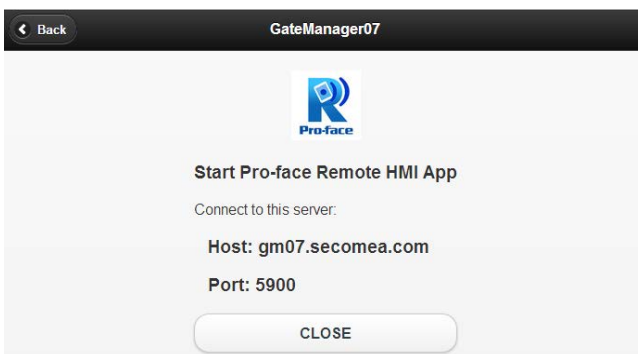 Back
GateManager07
R
Pro-face
Start Pro-face Remote HMI App
Connect to this server:
Host: gm07.secomea.com
Port: 5900
CLOSE